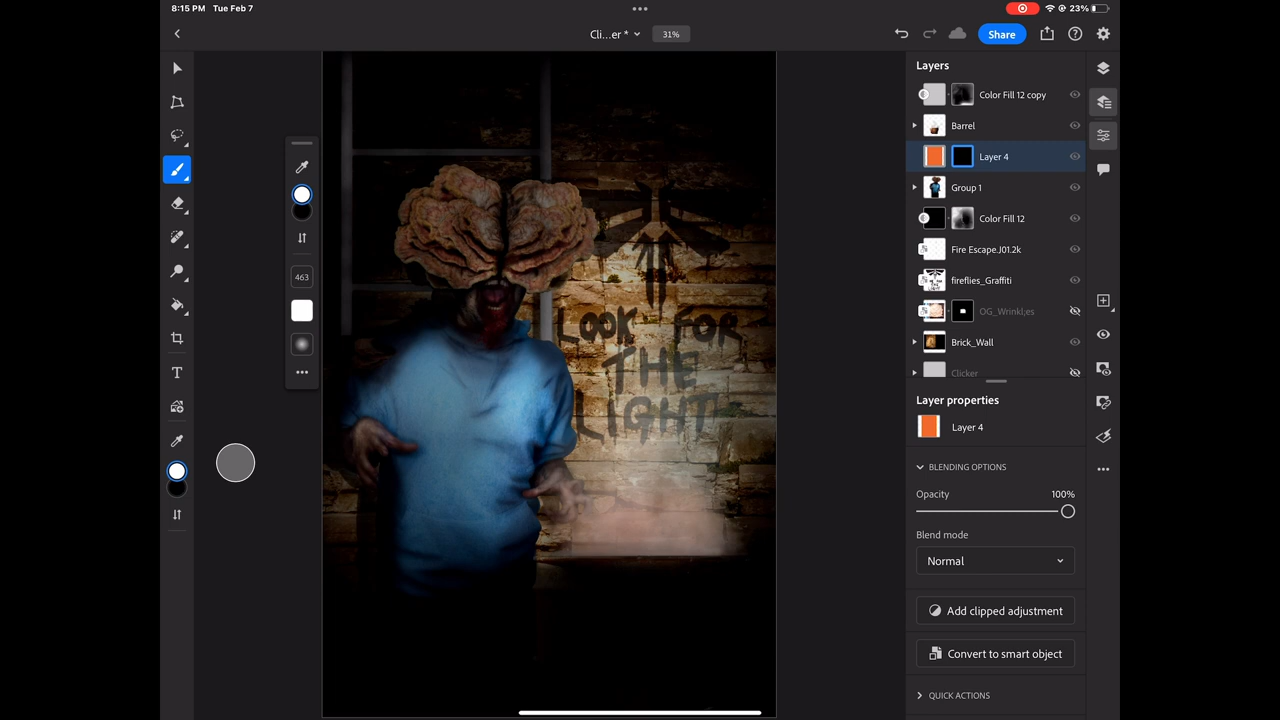 8:15 PM Tue Feb 7
23%
Cli...er *
31%
Share
Layers
Color Fill 12 copy
Barrel
Layer 4
Group 1
Color Fill 12
Fire Escape.J01.2k
fireflies_Graffiti
OG_Wrinkl;es
Brick_Wall
Clicker
463
LOOK FOR
THE
LIGHT
T
Layer properties
Layer 4
BLENDING OPTIONS
Opacity 100%
Blend mode
Normal
Add clipped adjustment
Convert to smart object
QUICK ACTIONS